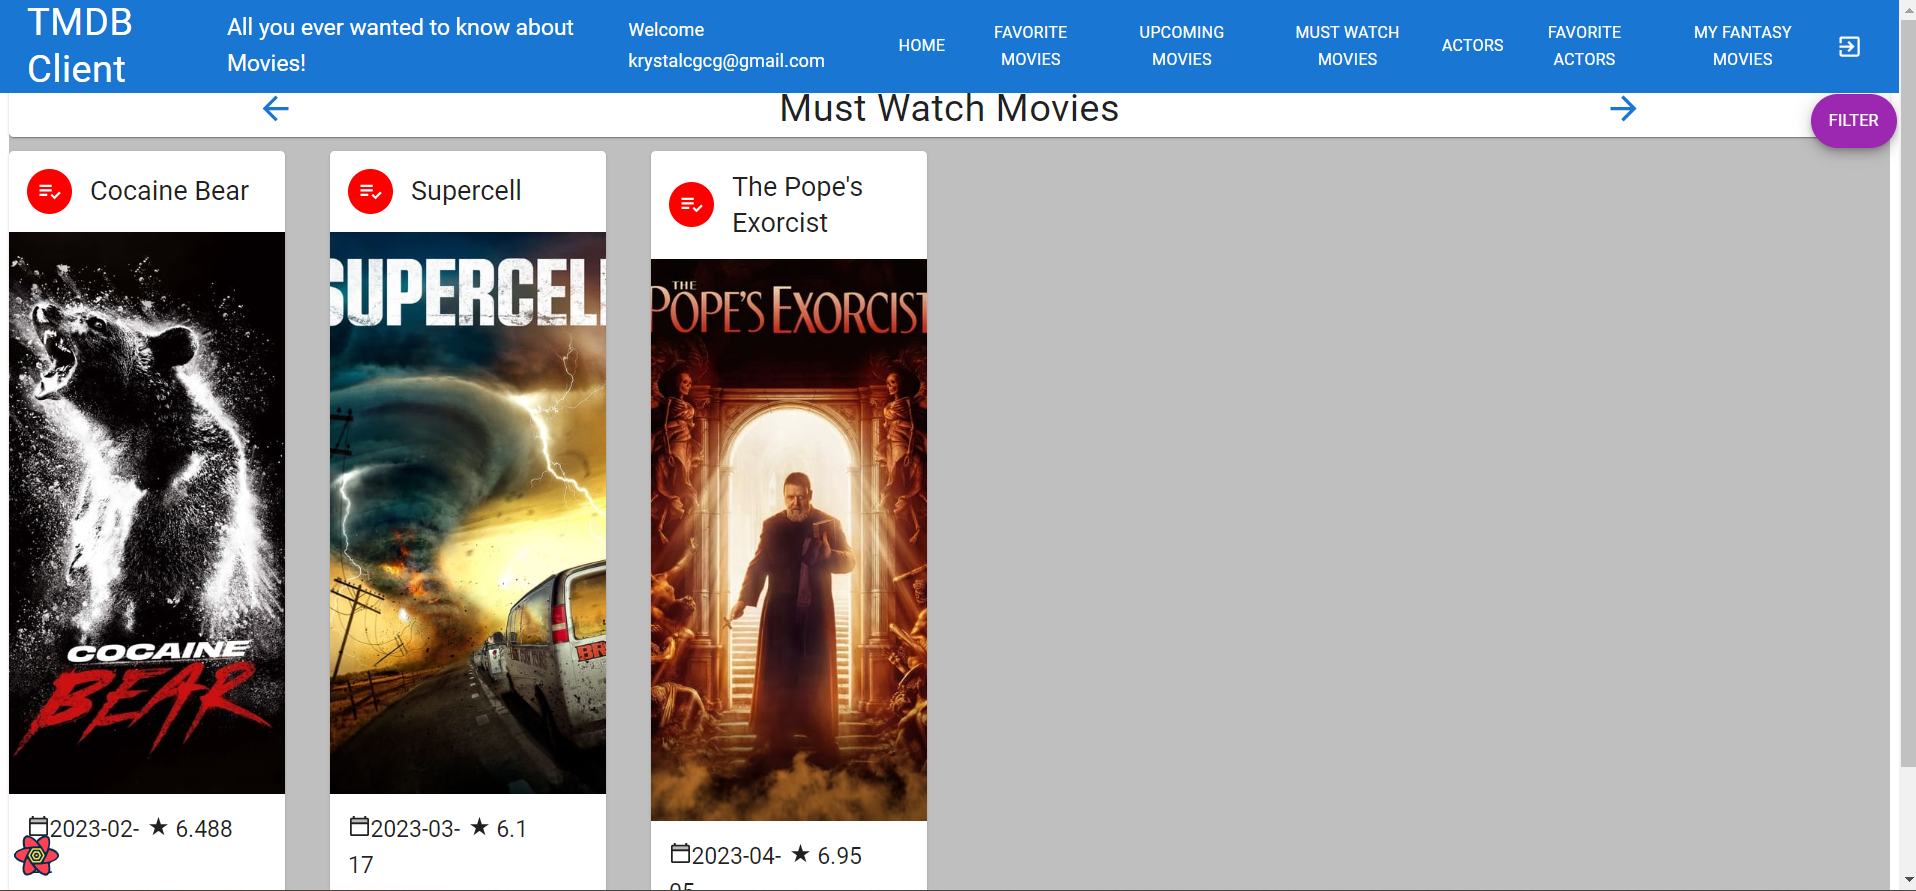 TMDB
Client
All you ever wanted to know about
Movies!
Welcome
krystalcgcg@gmail.com
HOME
FAVORITE
MOVIES
UPCOMING
MOVIES
MUST WATCH
MOVIES
ACTORS
FAVORITE
ACTORS
MY FANTASY
MOVIES
Must Watch Movies
FILTER
Cocaine Bear
Supercell
The Pope's
Exorcist
SUPERCELL
THE
POPE'S EXORCIST
COCAINE
BEAR
2023-02- ★ 6.488
2023-03- ★ 6.1
17
2023-04- ★ 6.95
05